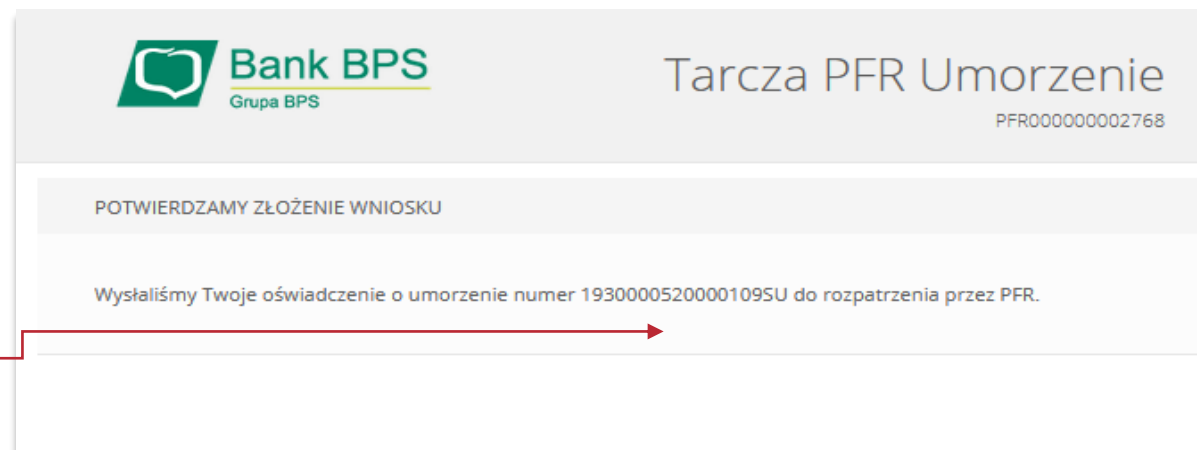 Bank BPS
Grupa BPS
Tarcza PFR Umorzenie
PFR000000002768
POTWIERDZAMY ZŁOŻENIE WNIOSKU
Wysłaliśmy Twoje oświadczenie o umorzenie numer 1930000520000109SU do rozpatrzenia przez PFR.